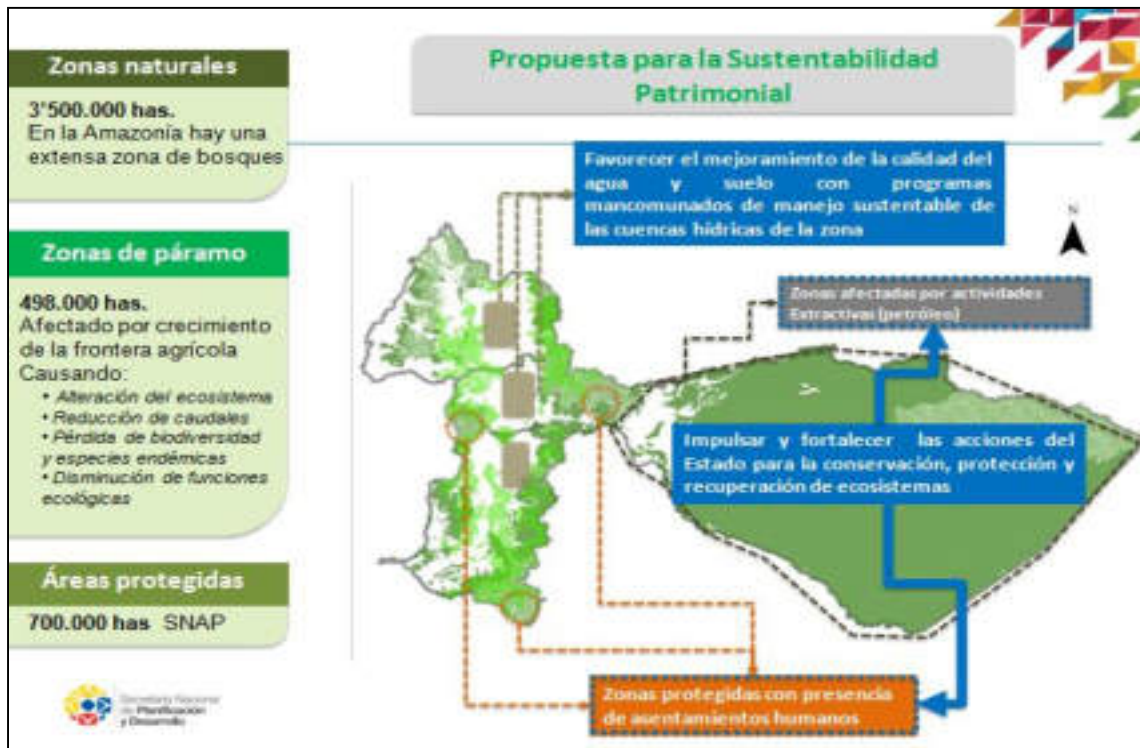 Zonas naturales
3'500.000 has.
En la Amazonía hay una
extensa zona de bosques
Zonas de páramo
498.000 has.
Afectado por crecimiento
de la frontera agrícola
Causando:
• Alteración del ecosistema
• Reducción de caudales
• Pérdida de biodiversidad
y especies endémicas
• Disminución de funciones
ecológicas
Áreas protegidas
700.000 has SNAP
Secretaría Nacional
de Planificación
y Desarrollo
Propuesta para la Sustentabilidad
Patrimonial
Favorecer el mejoramiento de la calidad del
agua y suelo con programas
mancomunados de manejo sustentable de
las cuencas hídricas de la zona
N
Zonas afectadas por actividades
Extractivas (petróleo)
Impulsar y fortalecer las acciones del
Estado para la conservación, protección y
recuperación de ecosistemas
Zonas protegidas con presencia
de asentamientos humanos